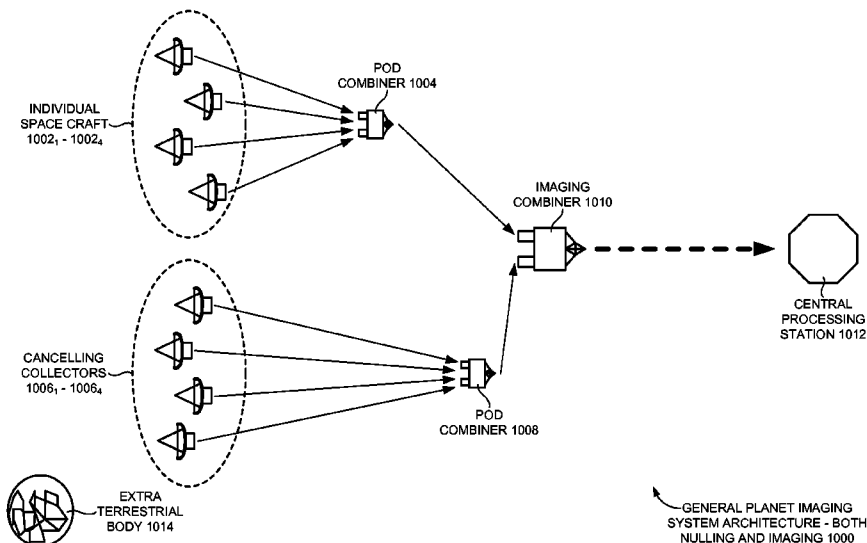 POD
COMBINER 1004
INDIVIDUAL
SPACE CRAFT
1002₁ - 1002₄
IMAGING
COMBINER 1010
CENTRAL
PROCESSING
STATION 1012
CANCELLING
COLLECTORS
1006₁ - 1006₄
POD
COMBINER 1008
EXTRA
TERRESTRIAL
BODY 1014
GENERAL PLANET IMAGING
SYSTEM ARCHITECTURE - BOTH
NULLING AND IMAGING 1000